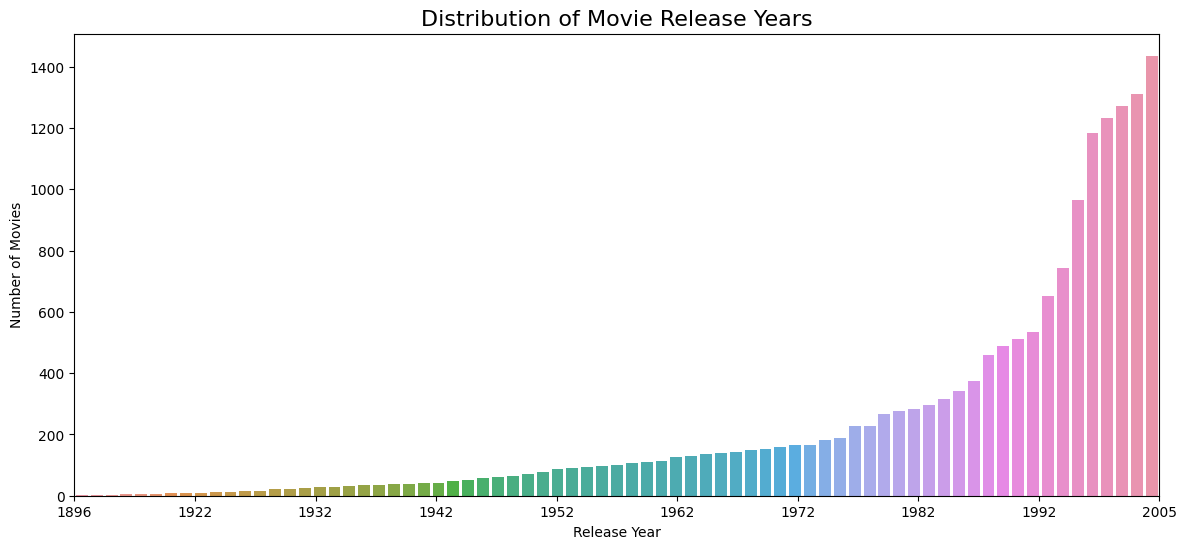 Distribution of Movie Release Years
Number of Movies
1400
1200
1000
800
600
400
200
0
1896 1922 1932 1942 1952 1962 1972 1982 1992 2005
Release Year